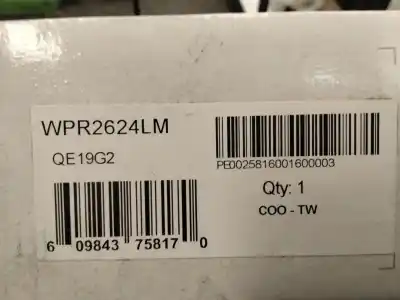 WPR2624LM
QE19G2
PE0025816001600003
Qty: 1
COO - TW
6 09843 75817 0